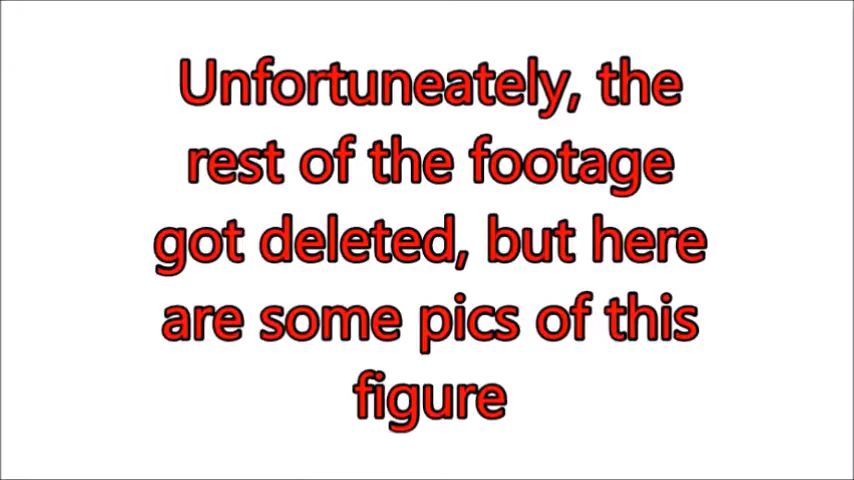 Unfortuneately, the
rest of the footage
got deleted, but here
are some pics of this
figure